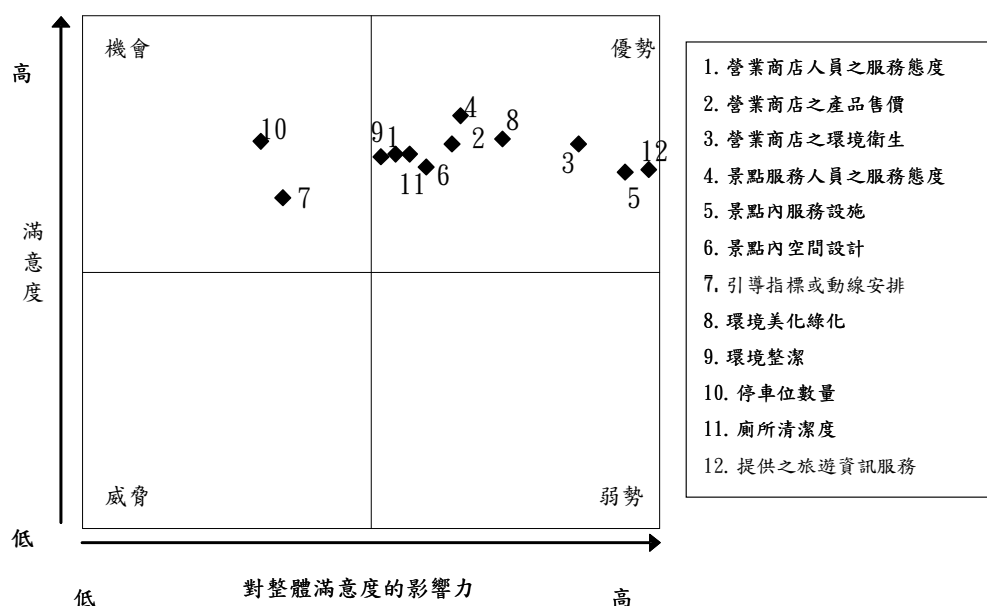 機會
優勢
高
4
10
9
1
8
2
3
12
11
6
5
7
滿意度
威脅
弱勢
低
對整體滿意度的影響力
低
高
1. 營業商店人員之服務態度
2. 營業商店之產品售價
3. 營業商店之環境衛生
4. 景點服務人員之服務態度
5. 景點內服務設施
6. 景點內空間設計
7. 引導指標或動線安排
8. 環境美化綠化
9. 環境整潔
10. 停車位數量
11. 廁所清潔度
12. 提供之旅遊資訊服務